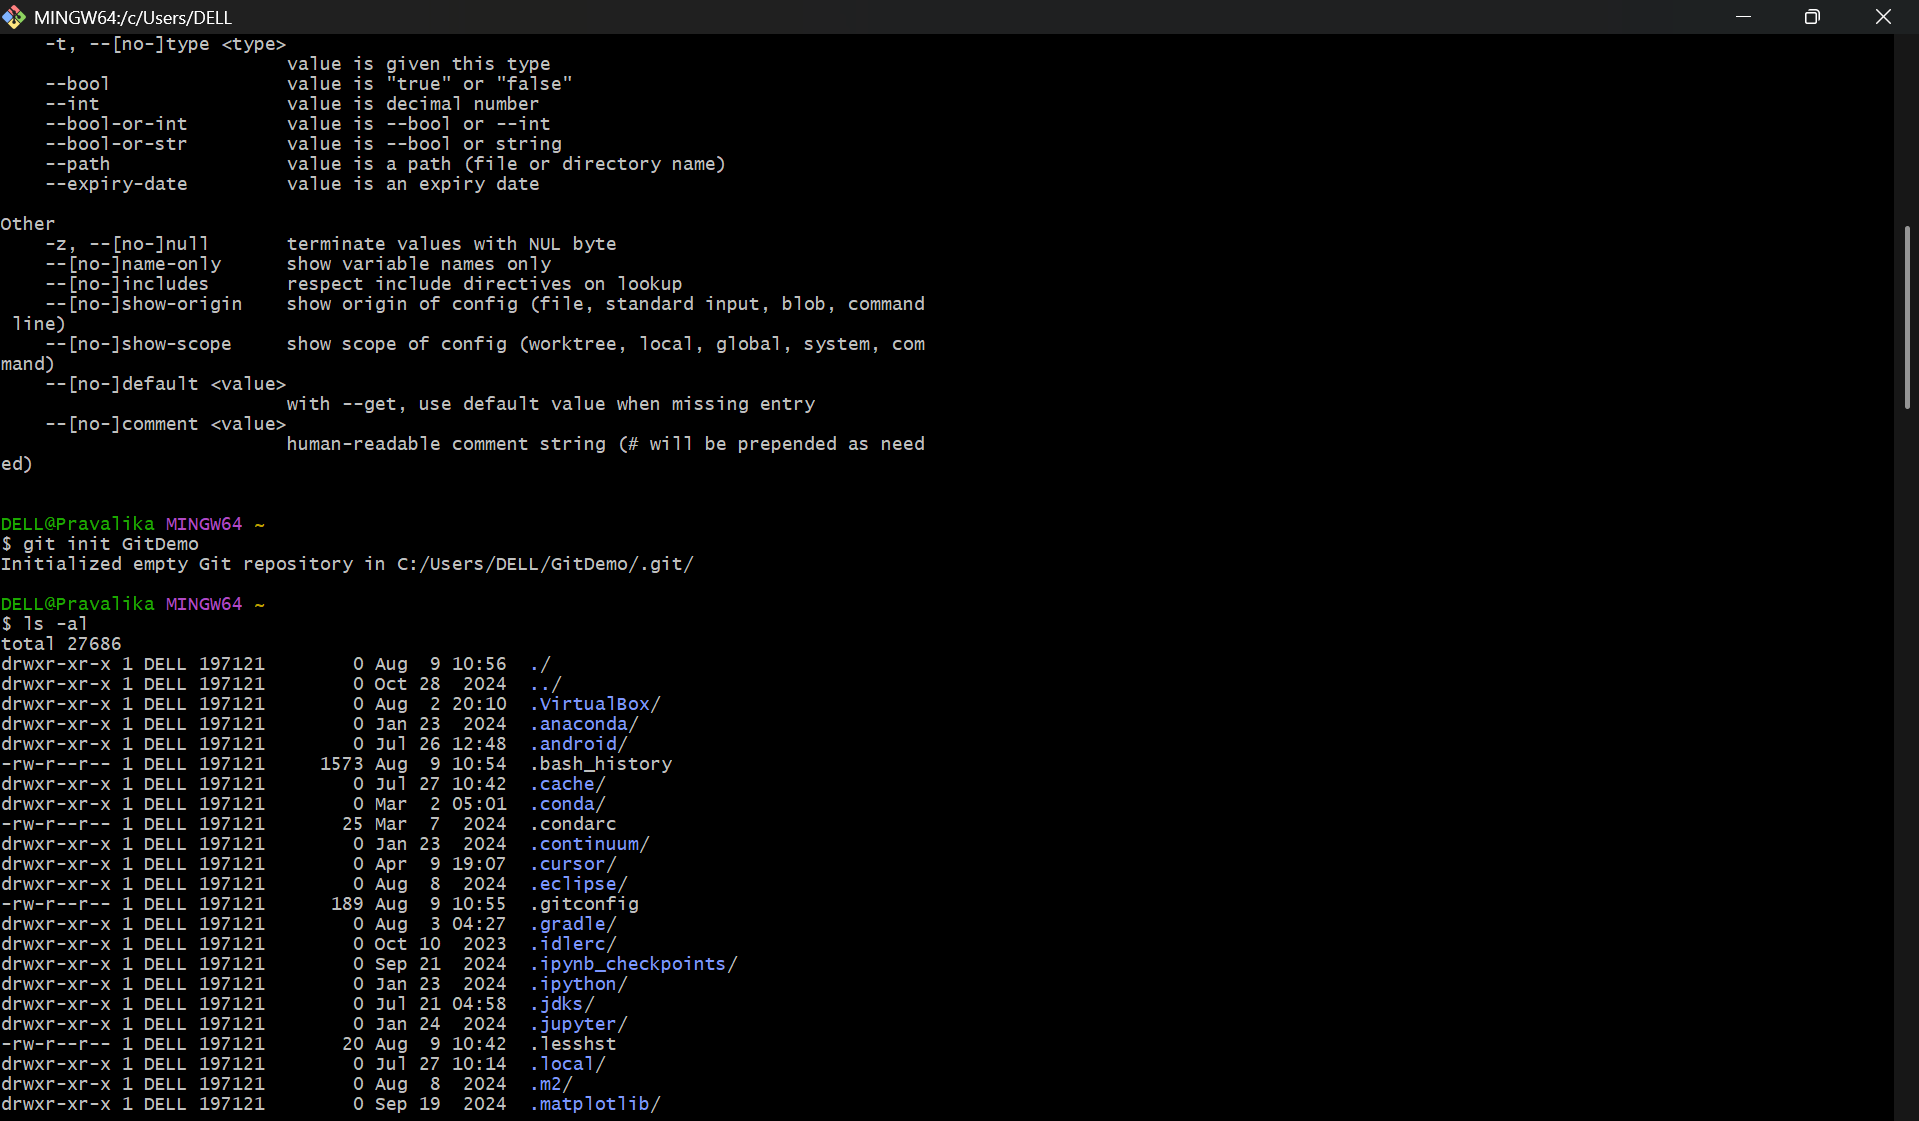 MINGW64:/c/Users/DELL
    -t, --[no-]type <type>
                          value is given this type
    --bool                value is "true" or "false"
    --int                 value is decimal number
    --bool-or-int         value is --bool or --int
    --bool-or-str         value is --bool or string
    --path                value is a path (file or directory name)
    --expiry-date         value is an expiry date
Other
    -z, --[no-]null       terminate values with NUL byte
    --[no-]name-only      show variable names only
    --[no-]includes       respect include directives on lookup
    --[no-]show-origin    show origin of config (file, standard input, blob, command
 line)
    --[no-]show-scope     show scope of config (worktree, local, global, system, com
mand)
    --[no-]default <value>
                          with --get, use default value when missing entry
    --[no-]comment <value>
                          human-readable comment string (# will be prepended as need
ed)
DELL@Pravalika MINGW64 ~
$ git init GitDemo
Initialized empty Git repository in C:/Users/DELL/GitDemo/.git/
DELL@Pravalika MINGW64 ~
$ ls -al
total 27686
drwxr-xr-x 1 DELL 197121        0 Aug  9 10:56  ./
drwxr-xr-x 1 DELL 197121        0 Oct 28  2024  ../
drwxr-xr-x 1 DELL 197121        0 Aug  2 20:10  .VirtualBox/
drwxr-xr-x 1 DELL 197121        0 Jan 23  2024  .anaconda/
drwxr-xr-x 1 DELL 197121        0 Jul 26 12:48  .android/
-rw-r--r-- 1 DELL 197121     1573 Aug  9 10:54  .bash_history
drwxr-xr-x 1 DELL 197121        0 Jul 27 10:42  .cache/
drwxr-xr-x 1 DELL 197121        0 Mar  2 05:01  .conda/
-rw-r--r-- 1 DELL 197121       25 Mar  7  2024  .condarc
drwxr-xr-x 1 DELL 197121        0 Jan 23  2024  .continuum/
drwxr-xr-x 1 DELL 197121        0 Apr  9 19:07  .cursor/
drwxr-xr-x 1 DELL 197121        0 Aug  8  2024  .eclipse/
-rw-r--r-- 1 DELL 197121      189 Aug  9 10:55  .gitconfig
drwxr-xr-x 1 DELL 197121        0 Aug  3 04:27  .gradle/
drwxr-xr-x 1 DELL 197121        0 Oct 10  2023  .idlerc/
drwxr-xr-x 1 DELL 197121        0 Sep 21  2024  .ipynb_checkpoints/
drwxr-xr-x 1 DELL 197121        0 Jan 23  2024  .ipython/
drwxr-xr-x 1 DELL 197121        0 Jul 21 04:58  .jdks/
drwxr-xr-x 1 DELL 197121        0 Jan 24  2024  .jupyter/
-rw-r--r-- 1 DELL 197121       20 Aug  9 10:42  .lesshst
drwxr-xr-x 1 DELL 197121        0 Jul 27 10:14  .local/
drwxr-xr-x 1 DELL 197121        0 Aug  8  2024  .m2/
drwxr-xr-x 1 DELL 197121        0 Sep 19  2024  .matplotlib/